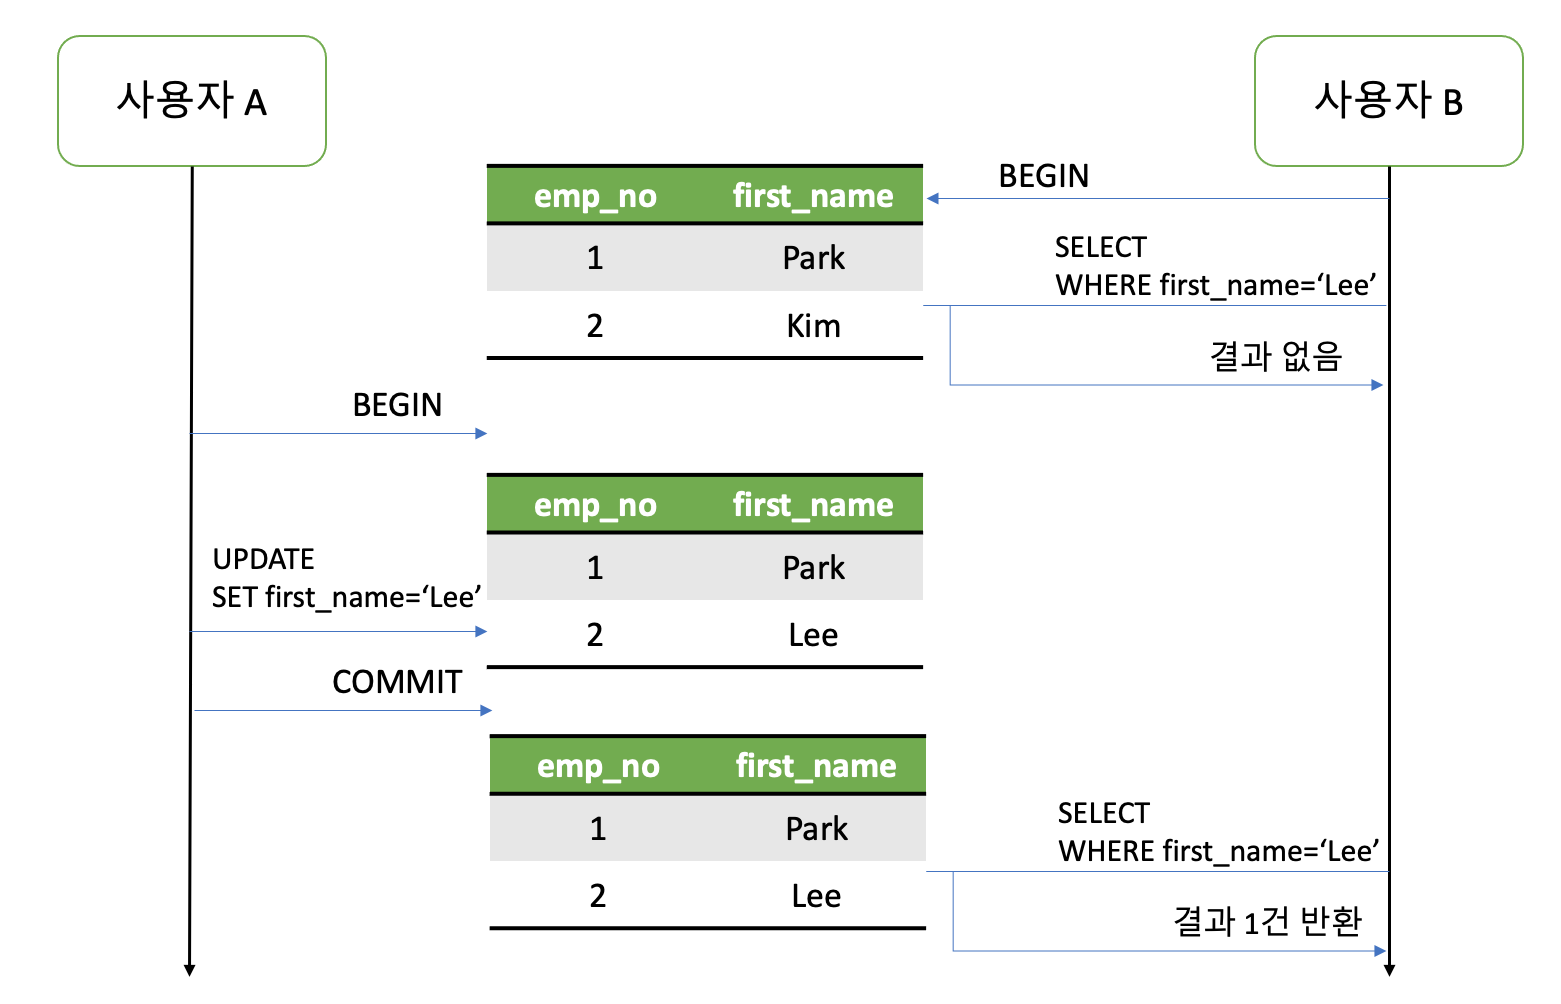 사용자 A
사용자 B
BEGIN
emp_no first_name
1 Park
2 Kim
SELECT
WHERE first_name=‘Lee’
결과 없음
BEGIN
emp_no first_name
1 Park
2 Lee
UPDATE
SET first_name=‘Lee’
COMMIT
emp_no first_name
1 Park
2 Lee
SELECT
WHERE first_name=‘Lee’
결과 1건 반환